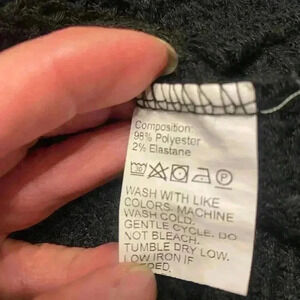 Composition:
98% Polyester
2% Elastane
WASH WITH LIKE
COLORS. MACHINE
WASH COLD.
GENTLE CYCLE. DO
NOT BLEACH.
TUMBLE DRY LOW.
LOW IRON IF